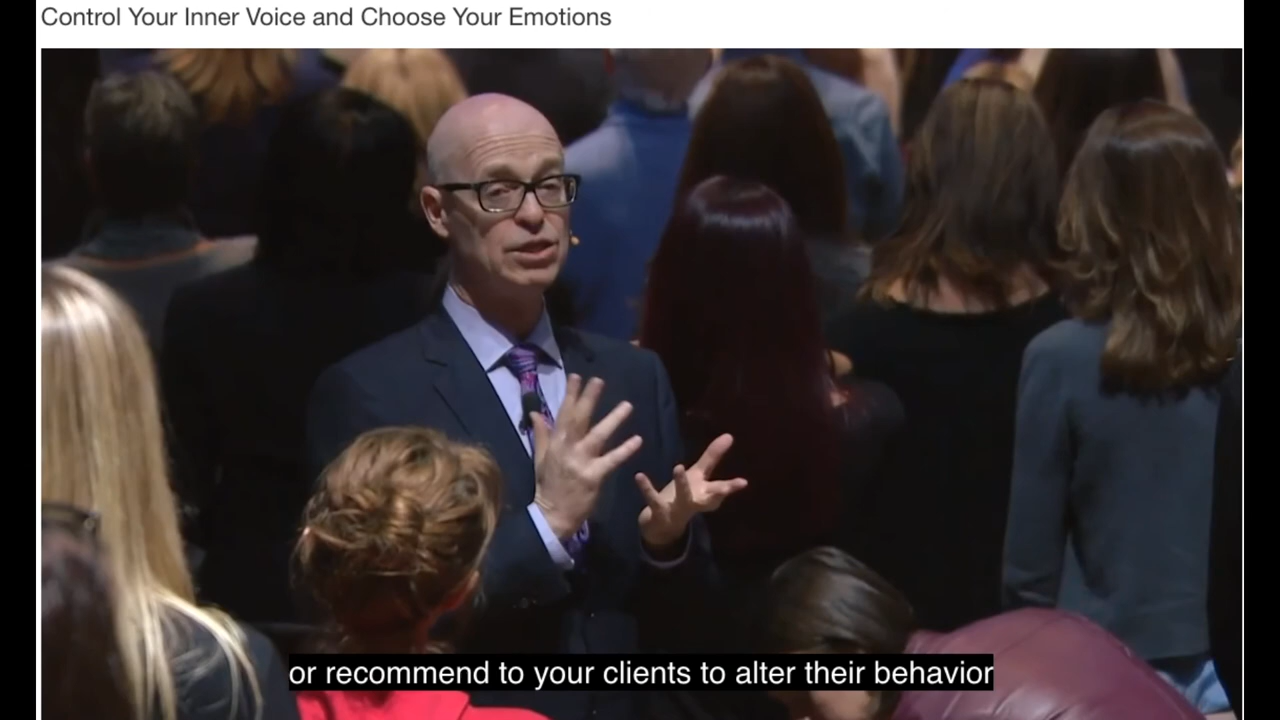 Control Your Inner Voice and Choose Your Emotions
or recommend to your clients to alter their behavior